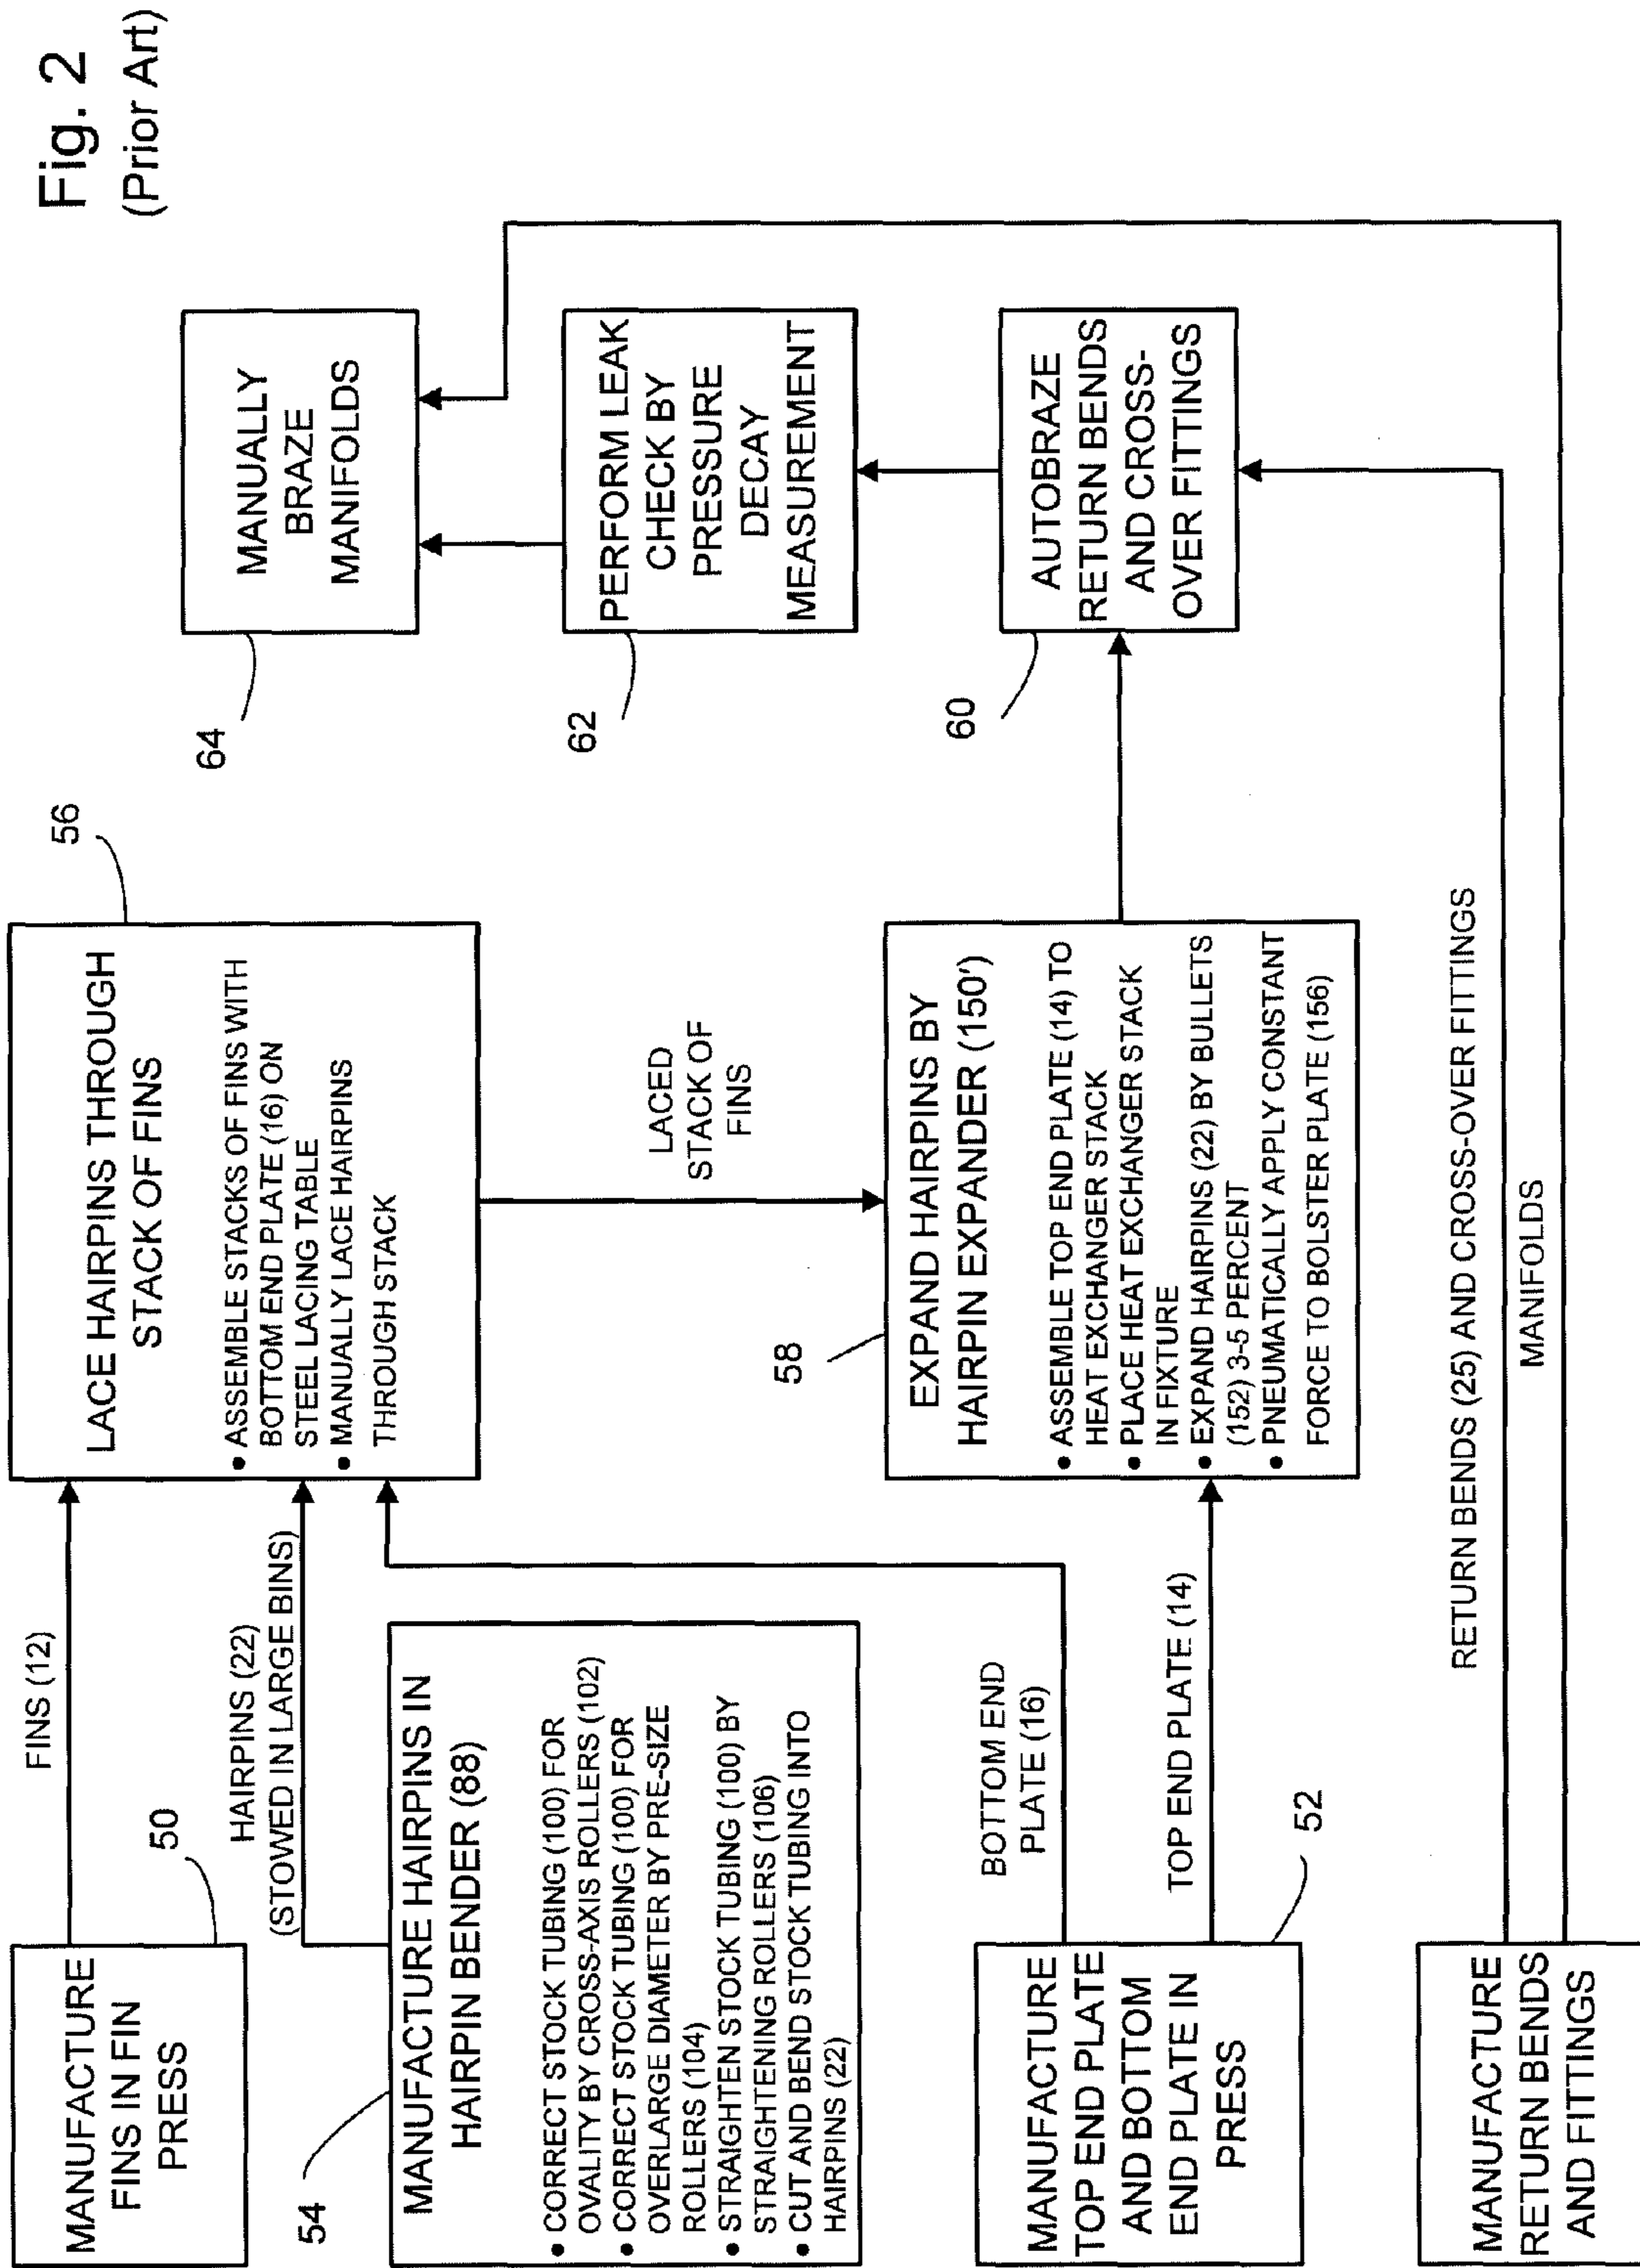 Fig. 2
(Prior Art)
MANUFACTURE
FINS IN FIN
PRESS
50
FINS (12)
MANUFACTURE HAIRPINS IN
HAIRPIN BENDER (88)
• CORRECT STOCK TUBING (100) FOR
OVALITY BY CROSS-AXIS ROLLERS (102)
• CORRECT STOCK TUBING (100) FOR
OVERLARGE DIAMETER BY PRE-SIZE
ROLLERS (104)
• STRAIGHTEN STOCK TUBING (100) BY
STRAIGHTENING ROLLERS (106)
• CUT AND BEND STOCK TUBING INTO
HAIRPINS (22)
54
HAIRPINS (22)
(STOWED IN LARGE BINS)
MANUFACTURE
TOP END PLATE
AND BOTTOM
END PLATE IN
PRESS
52
BOTTOM END
PLATE (16)
TOP END PLATE (14)
MANUFACTURE
RETURN BENDS
AND FITTINGS
RETURN BENDS (25) AND CROSS-OVER FITTINGS
MANIFOLDS
LACE HAIRPINS THROUGH
STACK OF FINS
• ASSEMBLE STACKS OF FINS WITH
BOTTOM END PLATE (16) ON
STEEL LACING TABLE
• MANUALLY LACE HAIRPINS
THROUGH STACK
56
LACED
STACK OF
FINS
EXPAND HAIRPINS BY
HAIRPIN EXPANDER (150')
• ASSEMBLE TOP END PLATE (14) TO
HEAT EXCHANGER STACK
• PLACE HEAT EXCHANGER STACK
IN FIXTURE
• EXPAND HAIRPINS (22) BY BULLETS
(152) 3-5 PERCENT
• PNEUMATICALLY APPLY CONSTANT
FORCE TO BOLSTER PLATE (156)
58
AUTOBRAZE
RETURN BENDS
AND CROSS-
OVER FITTINGS
60
PERFORM LEAK
CHECK BY
PRESSURE
DECAY
MEASUREMENT
62
MANUALLY
BRAZE
MANIFOLDS
64